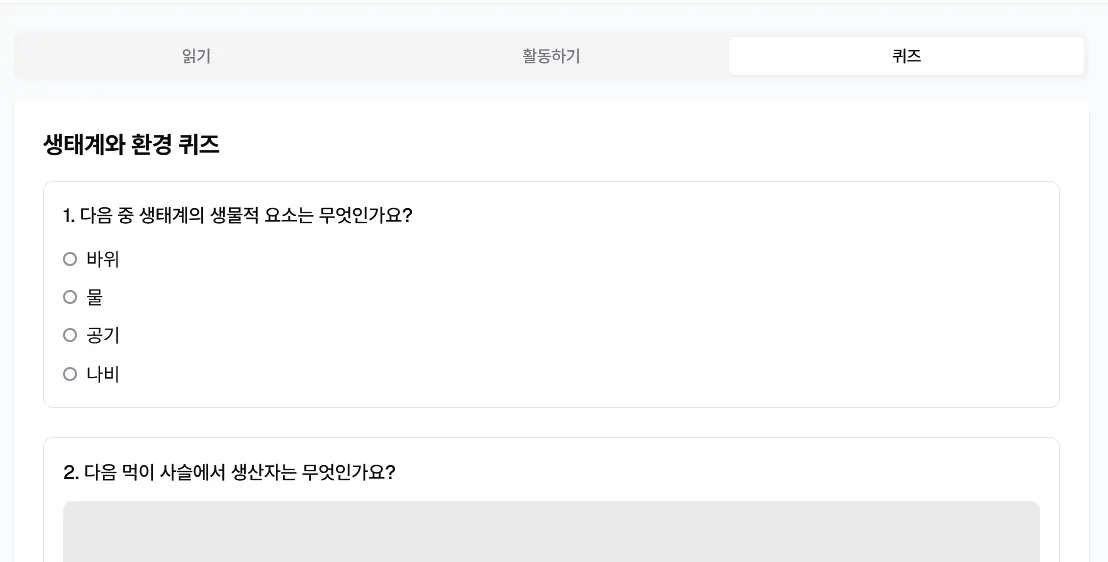 읽기
활동하기
퀴즈
생태계와 환경 퀴즈
1. 다음 중 생태계의 생물적 요소는 무엇인가요?
바위
물
공기
나비
2. 다음 먹이 사슬에서 생산자는 무엇인가요?